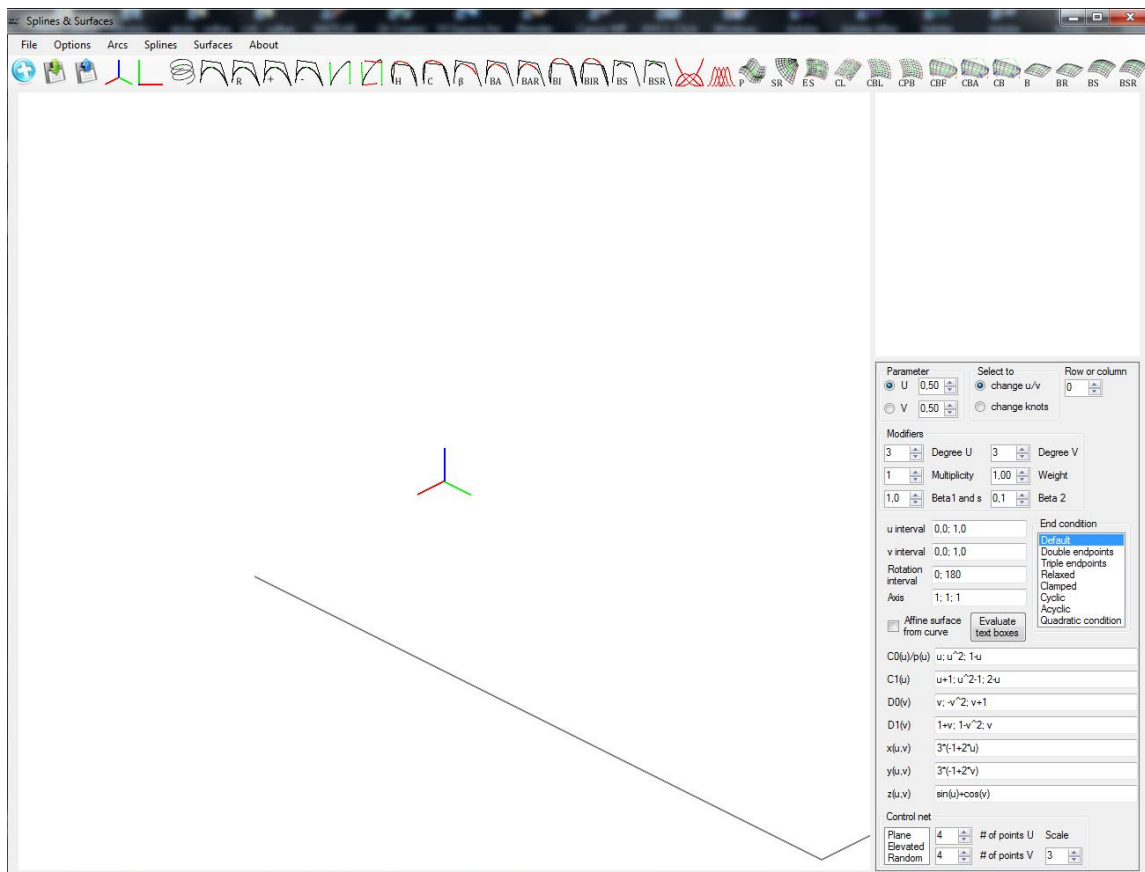 Splines & Surfaces
File Options Arcs Splines Surfaces About
R + - H C β BA BAR BI BIR BS BSR P SR ES CL CBL CPB CBF CBA CB B BR BS BSR
Parameter Select to Row or column
U 0,50 change u/v 0
V 0,50 change knots
Modifiers
3 Degree U 3 Degree V
1 Multiplicity 1,00 Weight
1,0 Beta1 and s 0,1 Beta 2
u interval 0,0; 1,0
v interval 0,0; 1,0
Rotation
interval 0; 180
Axis 1; 1; 1
Affine surface
from curve
Evaluate
text boxes
End condition
Default
Double endpoints
Triple endpoints
Relaxed
Clamped
Cyclic
Acyclic
Quadratic condition
C0(u)/p(u) u; u^2; 1-u
C1(u) u+1; u^2-1; 2-u
D0(v) v; -v^2; v+1
D1(v) 1+v; 1-v^2; v
x(u,v) 3*(-1+2*u)
y(u,v) 3*(-1+2*v)
z(u,v) sin(u)+cos(v)
Control net
Plane
Elevated
Random
4 # of points U Scale
4 # of points V 3